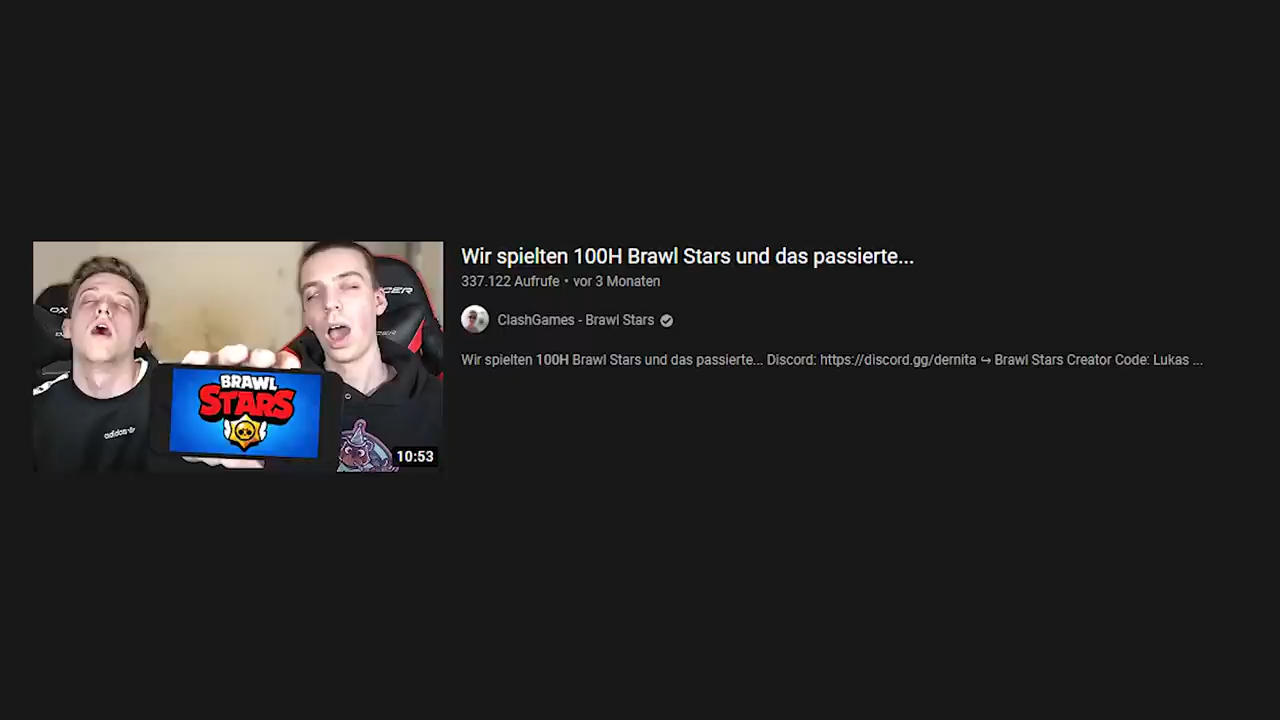 Wir spielten 100H Brawl Stars und das passierte...
337.122 Aufrufe • vor 3 Monaten
ClashGames - Brawl Stars
Wir spielten 100H Brawl Stars und das passierte... Discord: https://discord.gg/dernita ↪ Brawl Stars Creator Code: Lukas ...
BRAWL
STARS
adidas
10:53